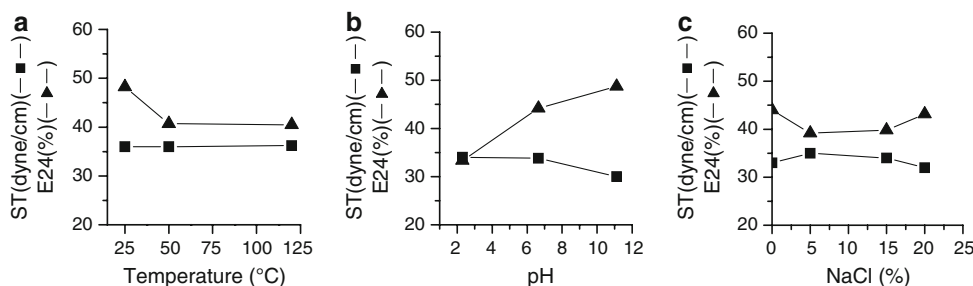 a
ST(dyne/cm)(—■—)
E24(%)(—▲—)
60
50
40
30
20
25 50 75 100 125
Temperature (°C)
b
ST(dyne/cm)(—■—)
E24(%)(—▲—)
60
50
40
30
20
2 4 6 8 10 12
pH
c
ST(dyne/cm)(—■—)
E24(%)(—▲—)
60
50
40
30
20
0 5 10 15 20 25
NaCl (%)